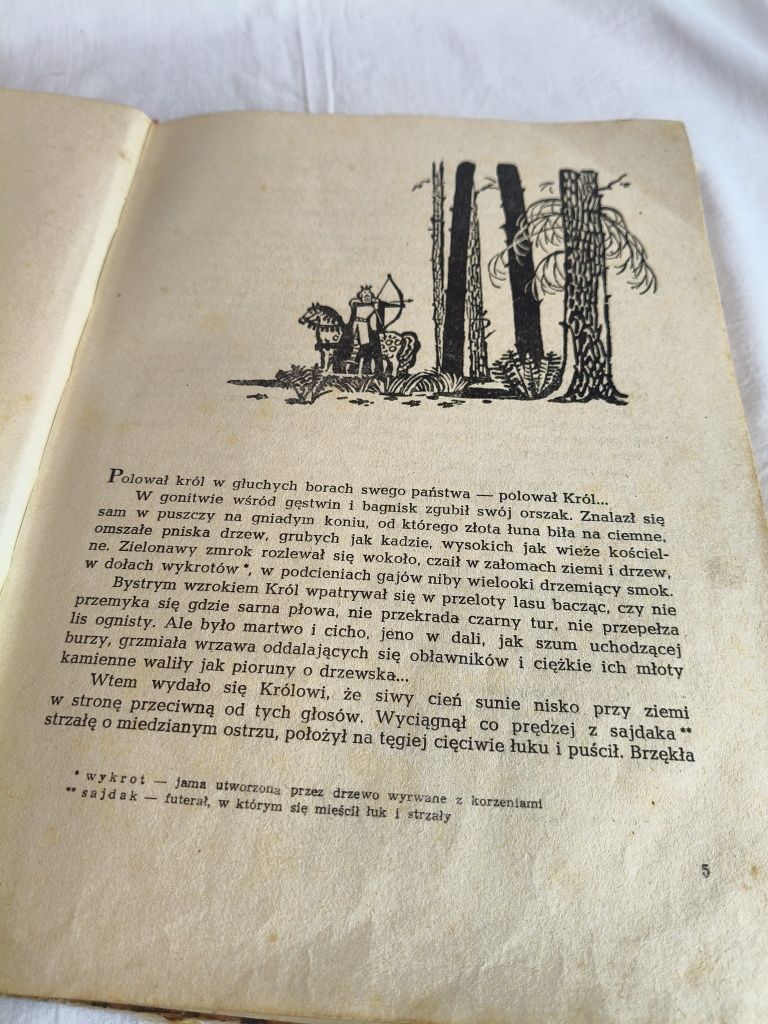 Polował król w głuchych borach swego państwa — polował Król...
W gonitwie wśród gęstwin i bagnisk zgubił swój orszak. Znalazł się
sam w puszczy na gniadym koniu, od którego złota łuna biła na ciemne,
omszałe pniska drzew, grubych jak kadzie, wysokich jak wieże kościel-
ne. Zielonawy zmrok rozlewał się wokoło, czaił w załomach ziemi i drzew,
w dołach wykrotów*, w podcieniach gajów niby wielooki drzemiący smok.
Bystrym wzrokiem Król wpatrywał się w przeloty lasu bacząc, czy nie
przemyka się gdzie sarna płowa, nie przekrada czarny tur, nie przepełza
lis ognisty. Ale było martwo i cicho, jeno w dali, jak szum uchodzącej
burzy, grzmiała wrzawa oddalających się obławników i ciężkie ich młoty
kamienne waliły jak pioruny o drzewska...
Wtem wydało się Królowi, że siwy cień sunie nisko przy ziemi
w stronę przeciwną od tych głosów. Wyciągnął co prędzej z sajdaka**
strzałę o miedzianym ostrzu, położył na tęgiej cięciwie łuku i puścił. Brzękła
* wykrot — jama utworzona przez drzewo wyrwane z korzeniami
** sajdak — futerał, w którym się mieścił łuk i strzały
5